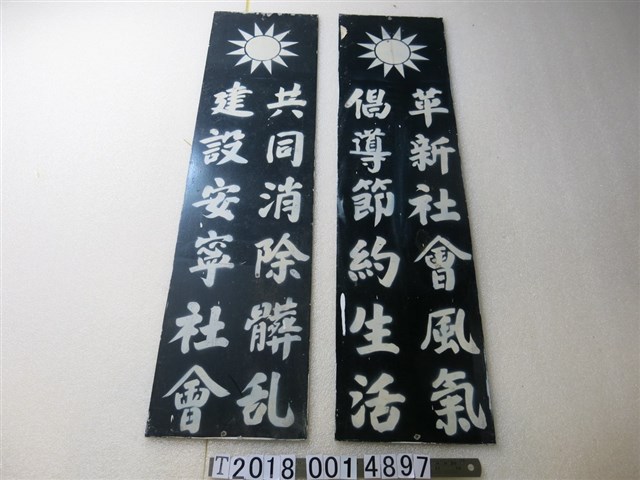 革新社會風氣
倡導節約生活
共同消除髒乱
建設安寧社會
T 2018 001 4897